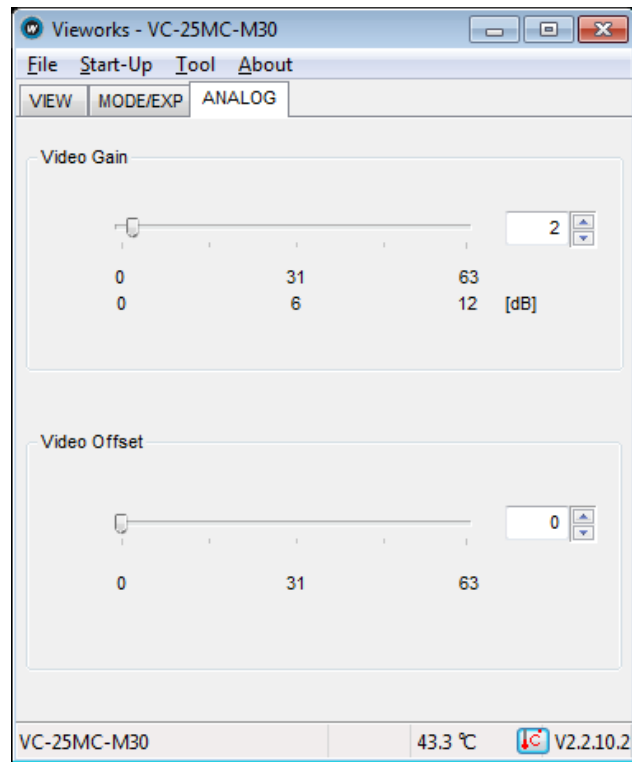 Vieworks - VC-25MC-M30
File Start-Up Tool About
VIEW MODE/EXP ANALOG
Video Gain
2
0 31 63
0 6 12 [dB]
Video Offset
0
0 31 63
VC-25MC-M30 43.3 ℃ V2.2.10.2